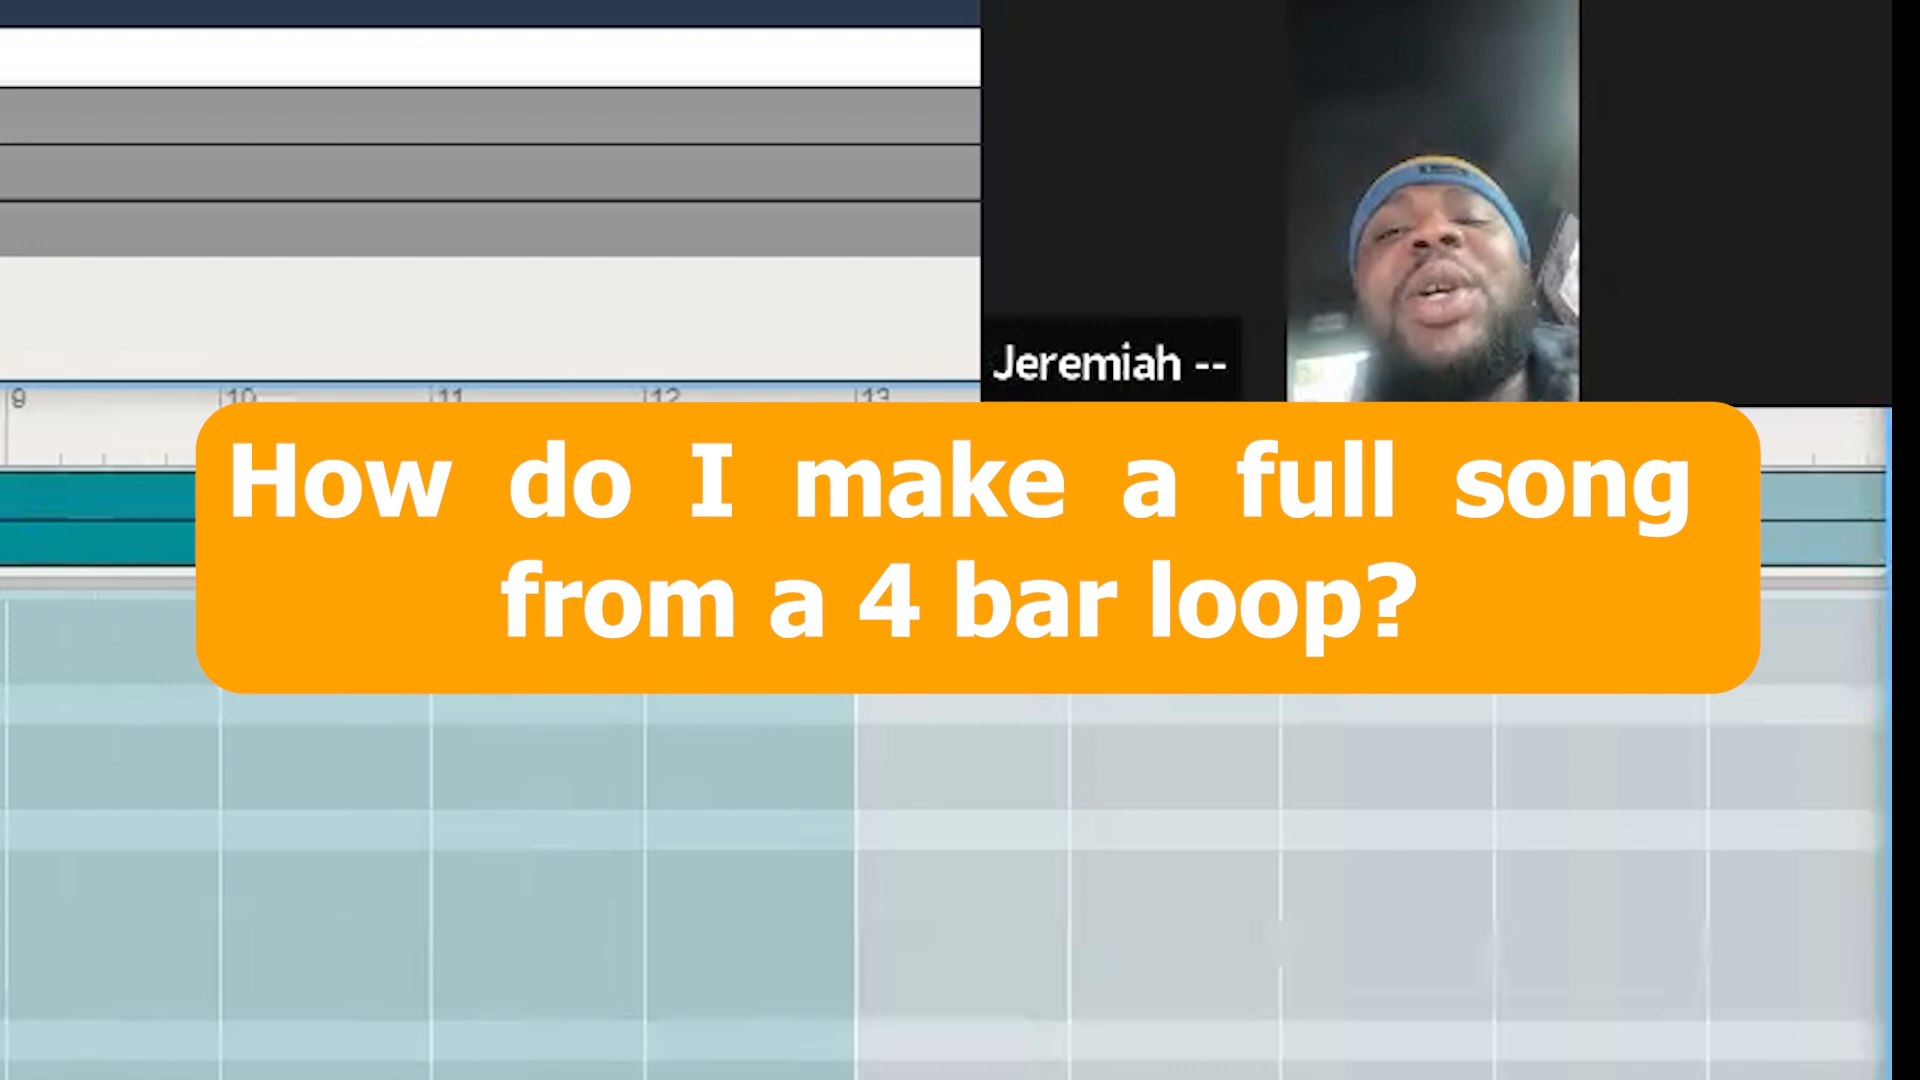 Jeremiah --
9 10 11 12 13
How do I make a full song
from a 4 bar loop?